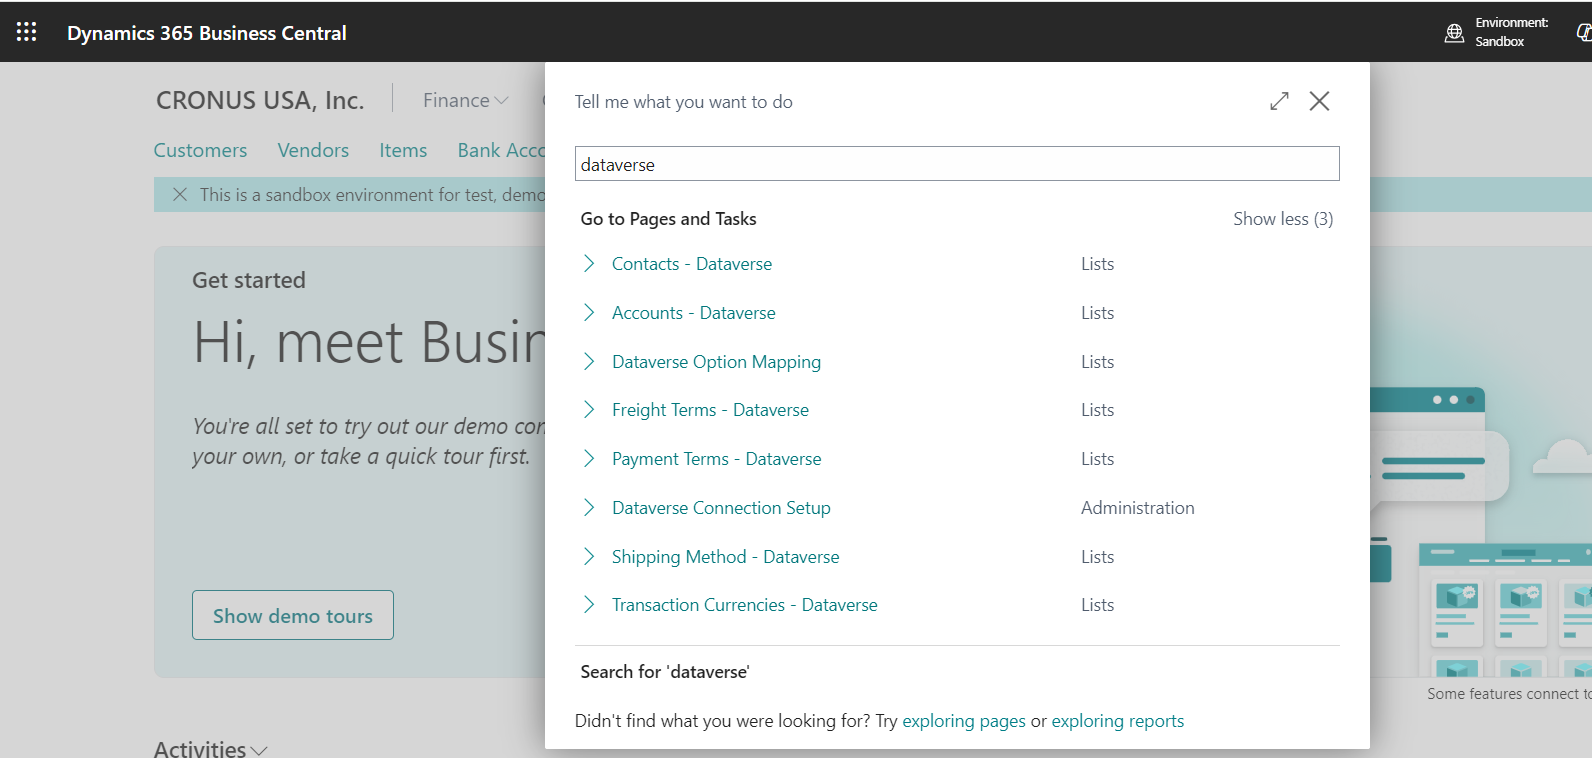 Dynamics 365 Business Central
Environment:
Sandbox
CRONUS USA, Inc.
Finance
Customers Vendors Items Bank
This is a sandbox environment for test,
Get started
Hi, meet
You're all set to try out our demo
your own, or take a quick tour first.
Show demo tours
Activities
Tell me what you want to do
dataverse
Go to Pages and Tasks Show less (3)
Contacts - Dataverse Lists
Accounts - Dataverse Lists
Dataverse Option Mapping Lists
Freight Terms - Dataverse Lists
Payment Terms - Dataverse Lists
Dataverse Connection Setup Administration
Shipping Method - Dataverse Lists
Transaction Currencies - Dataverse Lists
Search for 'dataverse'
Didn't find what you were looking for? Try exploring pages or exploring reports
Some features connect